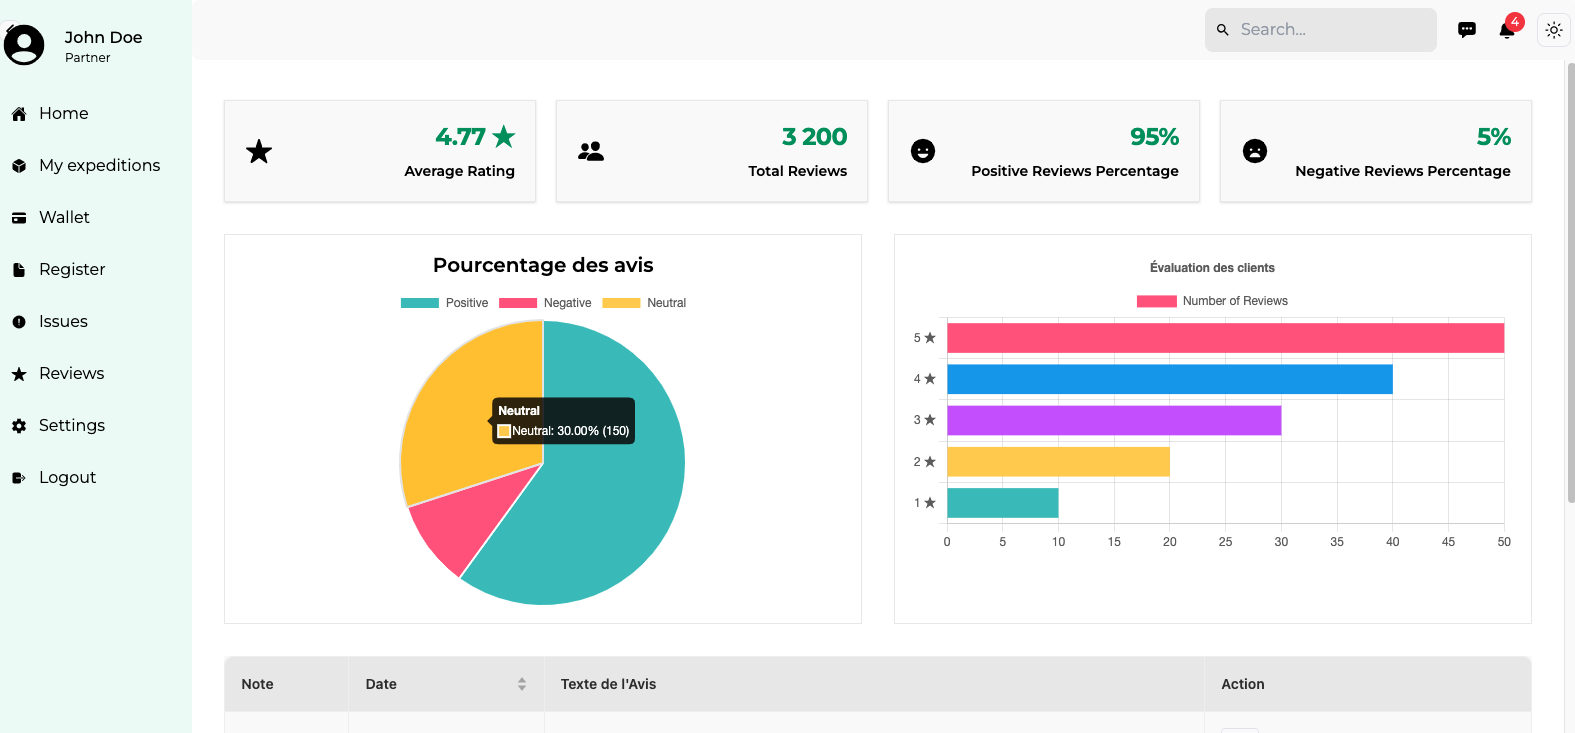 John Doe
Partner
Home
My expeditions
Wallet
Register
Issues
Reviews
Settings
Logout
Search...
4
4.77 ★
Average Rating
3 200
Total Reviews
95%
Positive Reviews Percentage
5%
Negative Reviews Percentage
Pourcentage des avis
Positive Negative Neutral
Neutral
Neutral: 30.00% (150)
Évaluation des clients
Number of Reviews
5 ★
4 ★
3 ★
2 ★
1 ★
0 5 10 15 20 25 30 35 40 45 50
Note Date Texte de l'Avis Action